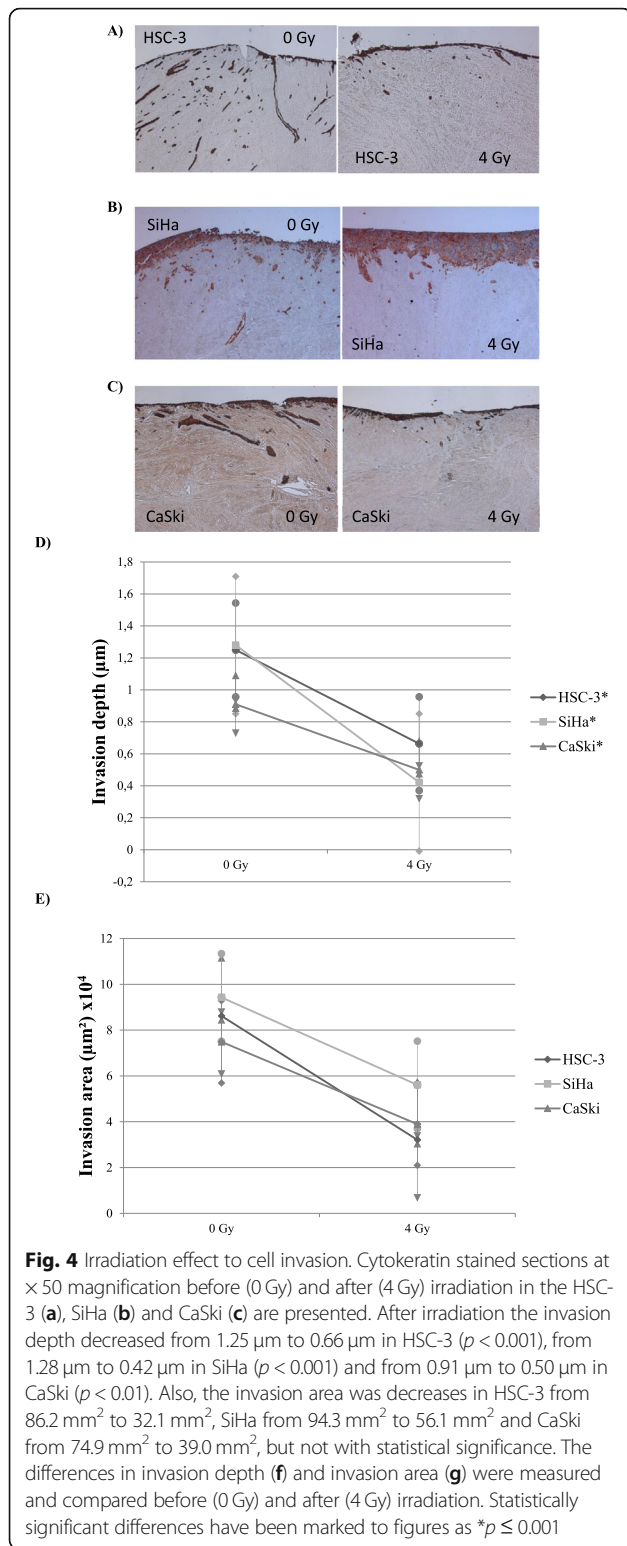 A)
HSC-3 0 Gy
HSC-3 4 Gy
B)
SiHa 0 Gy
SiHa 4 Gy
C)
CaSki 0 Gy
CaSki 4 Gy
D)
1,8
1,6
1,4
1,2
1
0,8
0,6
0,4
0,2
0
-0,2
Invasion depth (µm)
0 Gy 4 Gy
HSC-3*
SiHa*
CaSki*
E)
12
10
8
6
4
2
0
Invasion area (µm²) x10⁴
0 Gy 4 Gy
HSC-3
SiHa
CaSki
Fig. 4 Irradiation effect to cell invasion. Cytokeratin stained sections at
× 50 magnification before (0 Gy) and after (4 Gy) irradiation in the HSC-
3 (a), SiHa (b) and CaSki (c) are presented. After irradiation the invasion
depth decreased from 1.25 µm to 0.66 µm in HSC-3 (p < 0.001), from
1.28 µm to 0.42 µm in SiHa (p < 0.001) and from 0.91 µm to 0.50 µm in
CaSki (p < 0.01). Also, the invasion area was decreases in HSC-3 from
86.2 mm² to 32.1 mm², SiHa from 94.3 mm² to 56.1 mm² and CaSki
from 74.9 mm² to 39.0 mm², but not with statistical significance. The
differences in invasion depth (f) and invasion area (g) were measured
and compared before (0 Gy) and after (4 Gy) irradiation. Statistically
significant differences have been marked to figures as *p ≤ 0.001